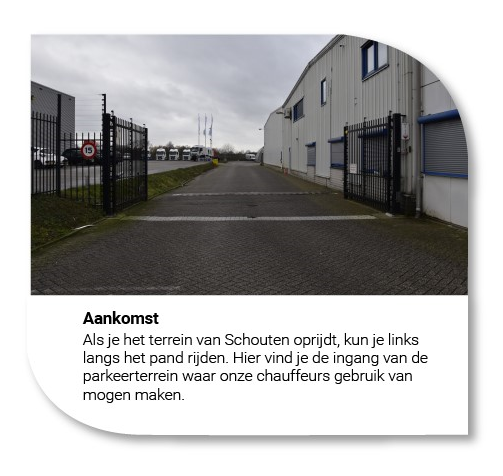 15
Aankomst
Als je het terrein van Schouten oprijdt, kun je links
langs het pand rijden. Hier vind je de ingang van de
parkeerterrein waar onze chauffeurs gebruik van
mogen maken.